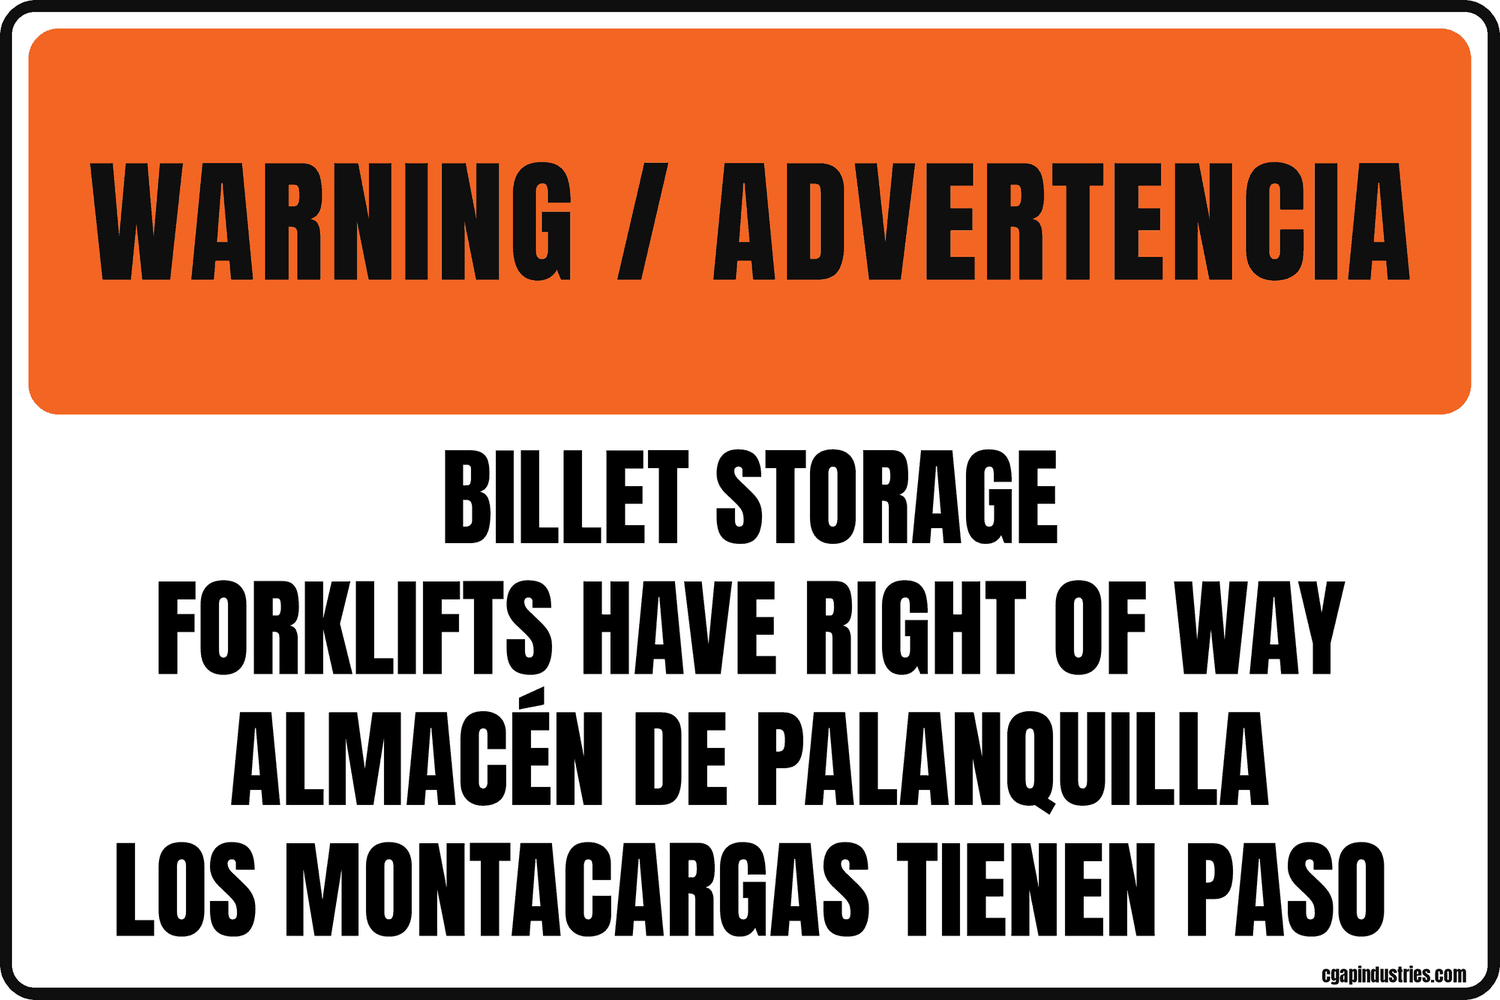 WARNING / ADVERTENCIA
BILLET STORAGE
FORKLIFTS HAVE RIGHT OF WAY
ALMACÉN DE PALANQUILLA
LOS MONTACARGAS TIENEN PASO
cgapindustries.com